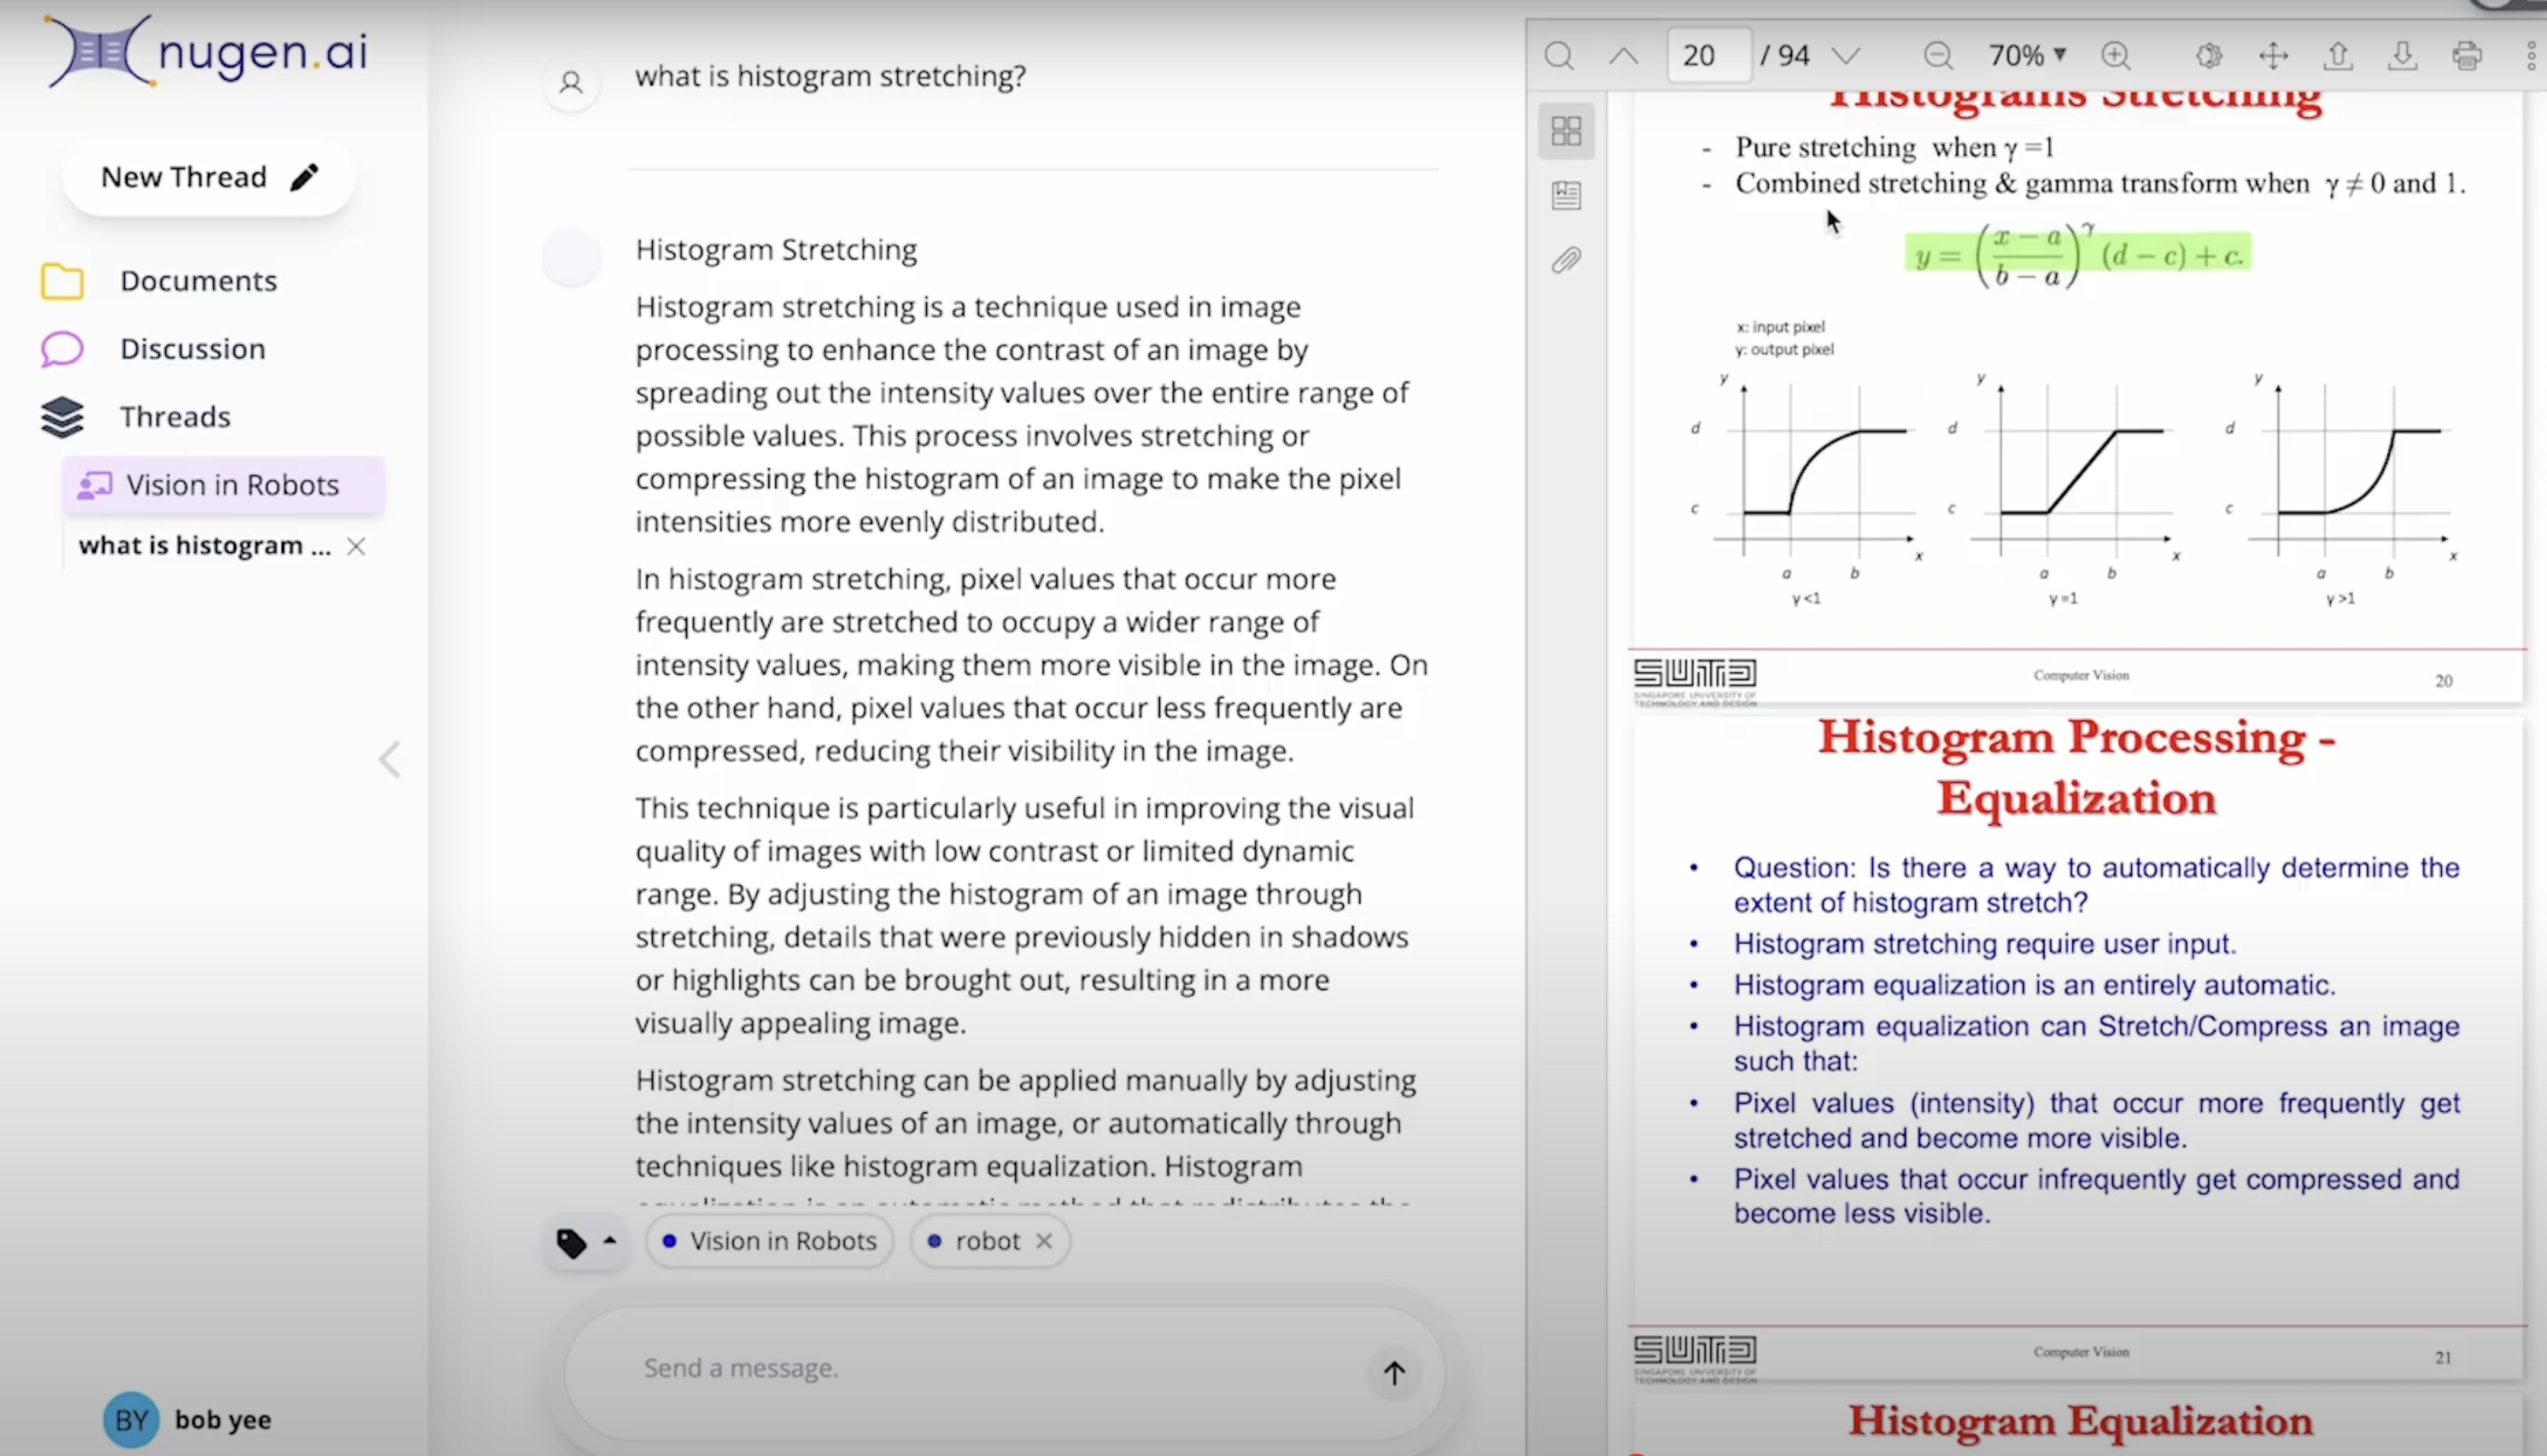 nugen.ai
New Thread
Documents
Discussion
Threads
Vision in Robots
what is histogram ...
BY bob yee
what is histogram stretching?
Histogram Stretching
Histogram stretching is a technique used in image
processing to enhance the contrast of an image by
spreading out the intensity values over the entire range of
possible values. This process involves stretching or
compressing the histogram of an image to make the pixel
intensities more evenly distributed.
In histogram stretching, pixel values that occur more
frequently are stretched to occupy a wider range of
intensity values, making them more visible in the image. On
the other hand, pixel values that occur less frequently are
compressed, reducing their visibility in the image.
This technique is particularly useful in improving the visual
quality of images with low contrast or limited dynamic
range. By adjusting the histogram of an image through
stretching, details that were previously hidden in shadows
or highlights can be brought out, resulting in a more
visually appealing image.
Histogram stretching can be applied manually by adjusting
the intensity values of an image, or automatically through
techniques like histogram equalization. Histogram
equalization is an automatic method that redistributes the
Vision in Robots
robot
Send a message.
20 / 94 70%
Histograms Stretching
- Pure stretching when γ =1
- Combined stretching & gamma transform when γ ≠ 0 and 1.
y = ((x − a)/(b − a))^γ (d − c) + c.
x: input pixel
y: output pixel
y d c a b x γ<1
y d c a b x γ=1
y d c a b x γ>1
SUTD
SINGAPORE UNIVERSITY OF
TECHNOLOGY AND DESIGN
Computer Vision
20
Histogram Processing -
Equalization
• Question: Is there a way to automatically determine the
extent of histogram stretch?
• Histogram stretching require user input.
• Histogram equalization is an entirely automatic.
• Histogram equalization can Stretch/Compress an image
such that:
• Pixel values (intensity) that occur more frequently get
stretched and become more visible.
• Pixel values that occur infrequently get compressed and
become less visible.
SUTD
SINGAPORE UNIVERSITY OF
TECHNOLOGY AND DESIGN
Computer Vision
21
Histogram Equalization